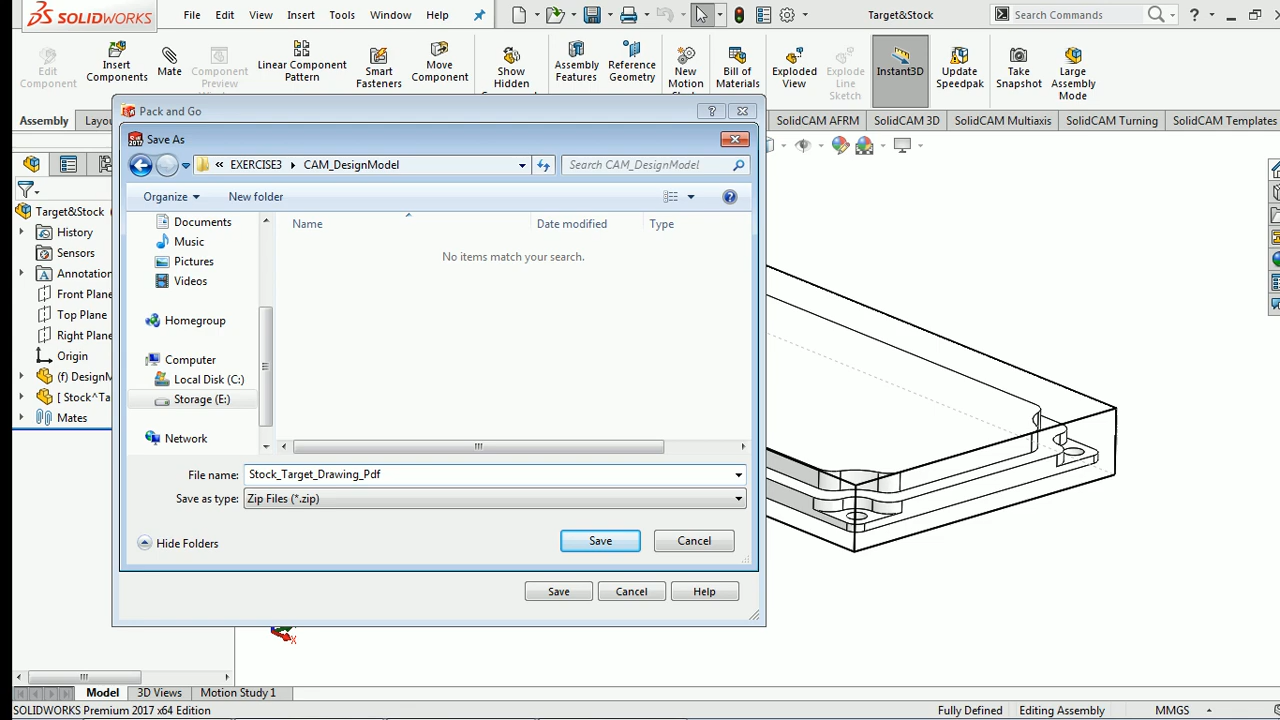 SOLIDWORKS
File Edit View Insert Tools Window Help
Target&Stock
Search Commands
Edit Component
Insert Components
Mate
Component Preview
Linear Component Pattern
Smart Fasteners
Move Component
Show Hidden
Assembly Features
Reference Geometry
New Motion
Bill of Materials
Exploded View
Explode Line Sketch
Instant3D
Update Speedpak
Take Snapshot
Large Assembly Mode
Assembly
Layou
SolidCAM AFRM
SolidCAM 3D
SolidCAM Multiaxis
SolidCAM Turning
SolidCAM Templates
Pack and Go
Save As
« EXERCISE3 CAM_DesignModel
Search CAM_DesignModel
Organize
New folder
Name
Date modified
Type
No items match your search.
Documents
Music
Pictures
Videos
Homegroup
Computer
Local Disk (C:)
Storage (E:)
Network
File name: Stock_Target_Drawing_Pdf
Save as type: Zip Files (*.zip)
Hide Folders
Save
Cancel
Save
Cancel
Help
Target&Stock (
History
Sensors
Annotation
Front Plane
Top Plane
Right Plane
Origin
(f) DesignM
[ Stock^Ta
Mates
X
Model
3D Views
Motion Study 1
SOLIDWORKS Premium 2017 x64 Edition
Fully Defined
Editing Assembly
MMGS